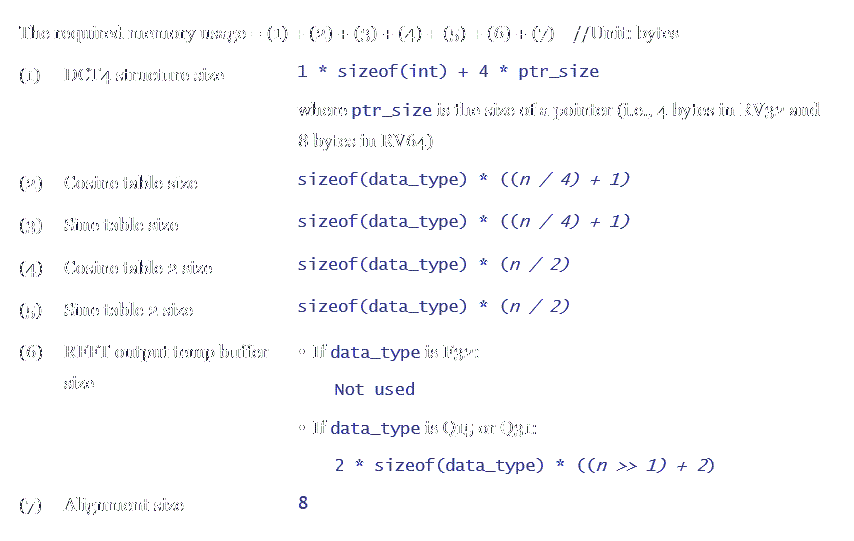 The required memory usage = (1) + (2) + (3) + (4) + (5) + (6) + (7) //Unit: bytes
(1) DCT4 structure size 1 * sizeof(int) + 4 * ptr_size
where ptr_size is the size of a pointer (i.e., 4 bytes in RV32 and
8 bytes in RV64)
(2) Cosine table size sizeof(data_type) * ((n / 4) + 1)
(3) Sine table size sizeof(data_type) * ((n / 4) + 1)
(4) Cosine table 2 size sizeof(data_type) * (n / 2)
(5) Sine table 2 size sizeof(data_type) * (n / 2)
(6) RFFT output temp buffer • If data_type is F32:
size
Not used
• If data_type is Q15 or Q31:
2 * sizeof(data_type) * ((n >> 1) + 2)
(7) Alignment size 8